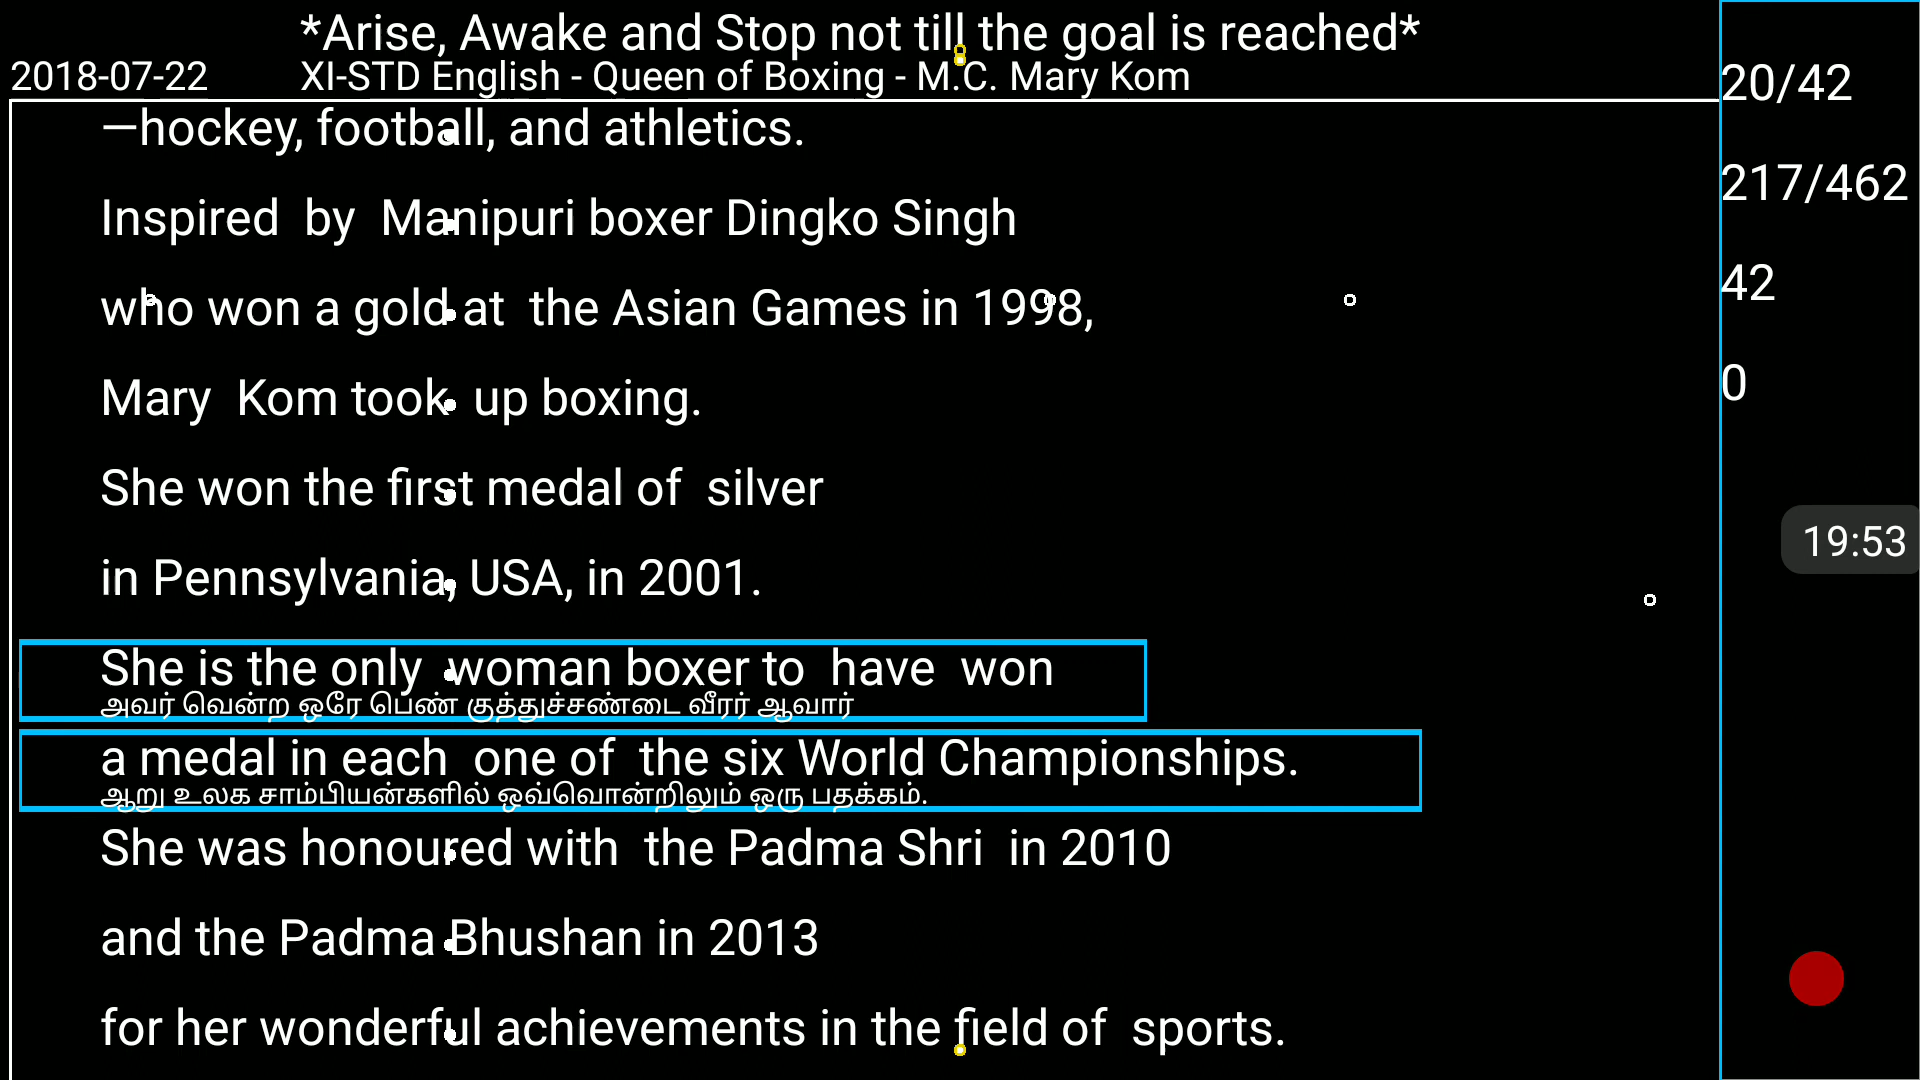 *Arise, Awake and Stop not till the goal is reached*
2018-07-22 XI-STD English - Queen of Boxing - M.C. Mary Kom
20/42
—hockey, football, and athletics.
217/462
Inspired by Manipuri boxer Dingko Singh
42
who won a gold at the Asian Games in 1998,
0
Mary Kom took up boxing.
She won the first medal of silver
19:53
in Pennsylvania, USA, in 2001.
She is the only woman boxer to have won
அவர் வென்ற ஒரே பெண் குத்துச்சண்டை வீரர் ஆவார்
a medal in each one of the six World Championships.
ஆறு உலக சாம்பியன்களில் ஒவ்வொன்றிலும் ஒரு பதக்கம்.
She was honoured with the Padma Shri in 2010
and the Padma Bhushan in 2013
for her wonderful achievements in the field of sports.